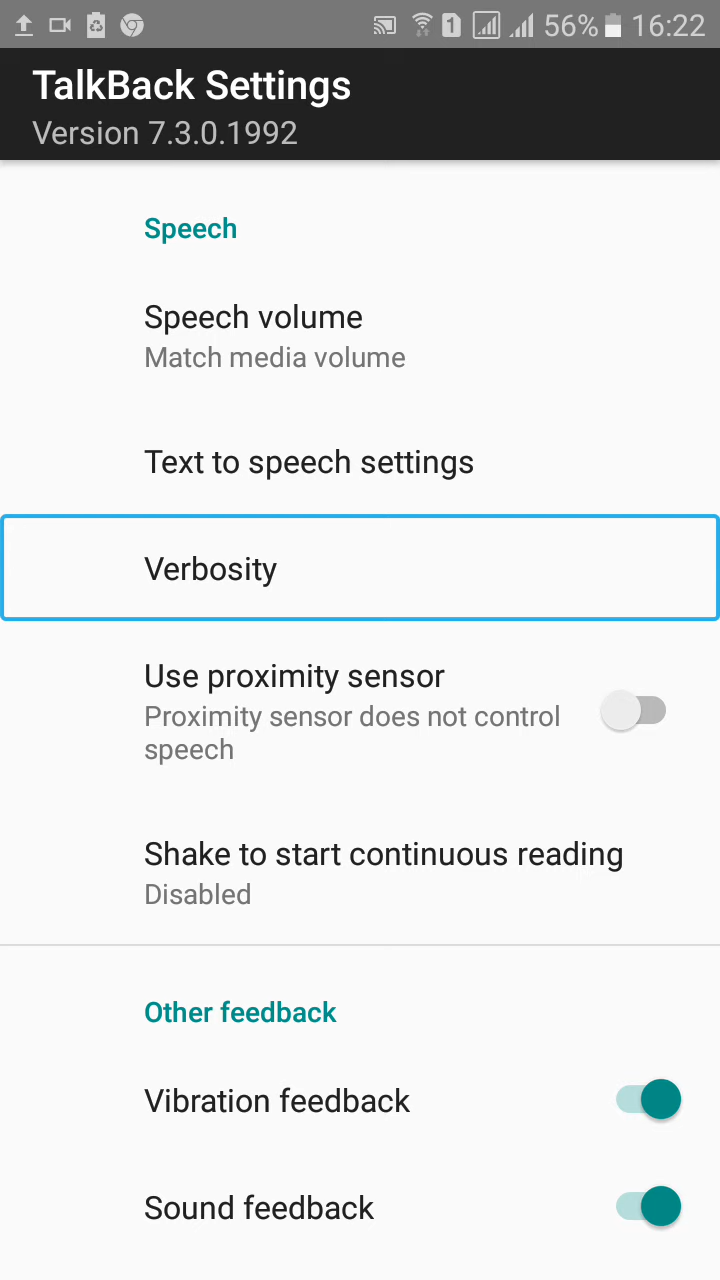 1 56% 16:22
TalkBack Settings
Version 7.3.0.1992
Speech
Speech volume
Match media volume
Text to speech settings
Verbosity
Use proximity sensor
Proximity sensor does not control
speech
Shake to start continuous reading
Disabled
Other feedback
Vibration feedback
Sound feedback